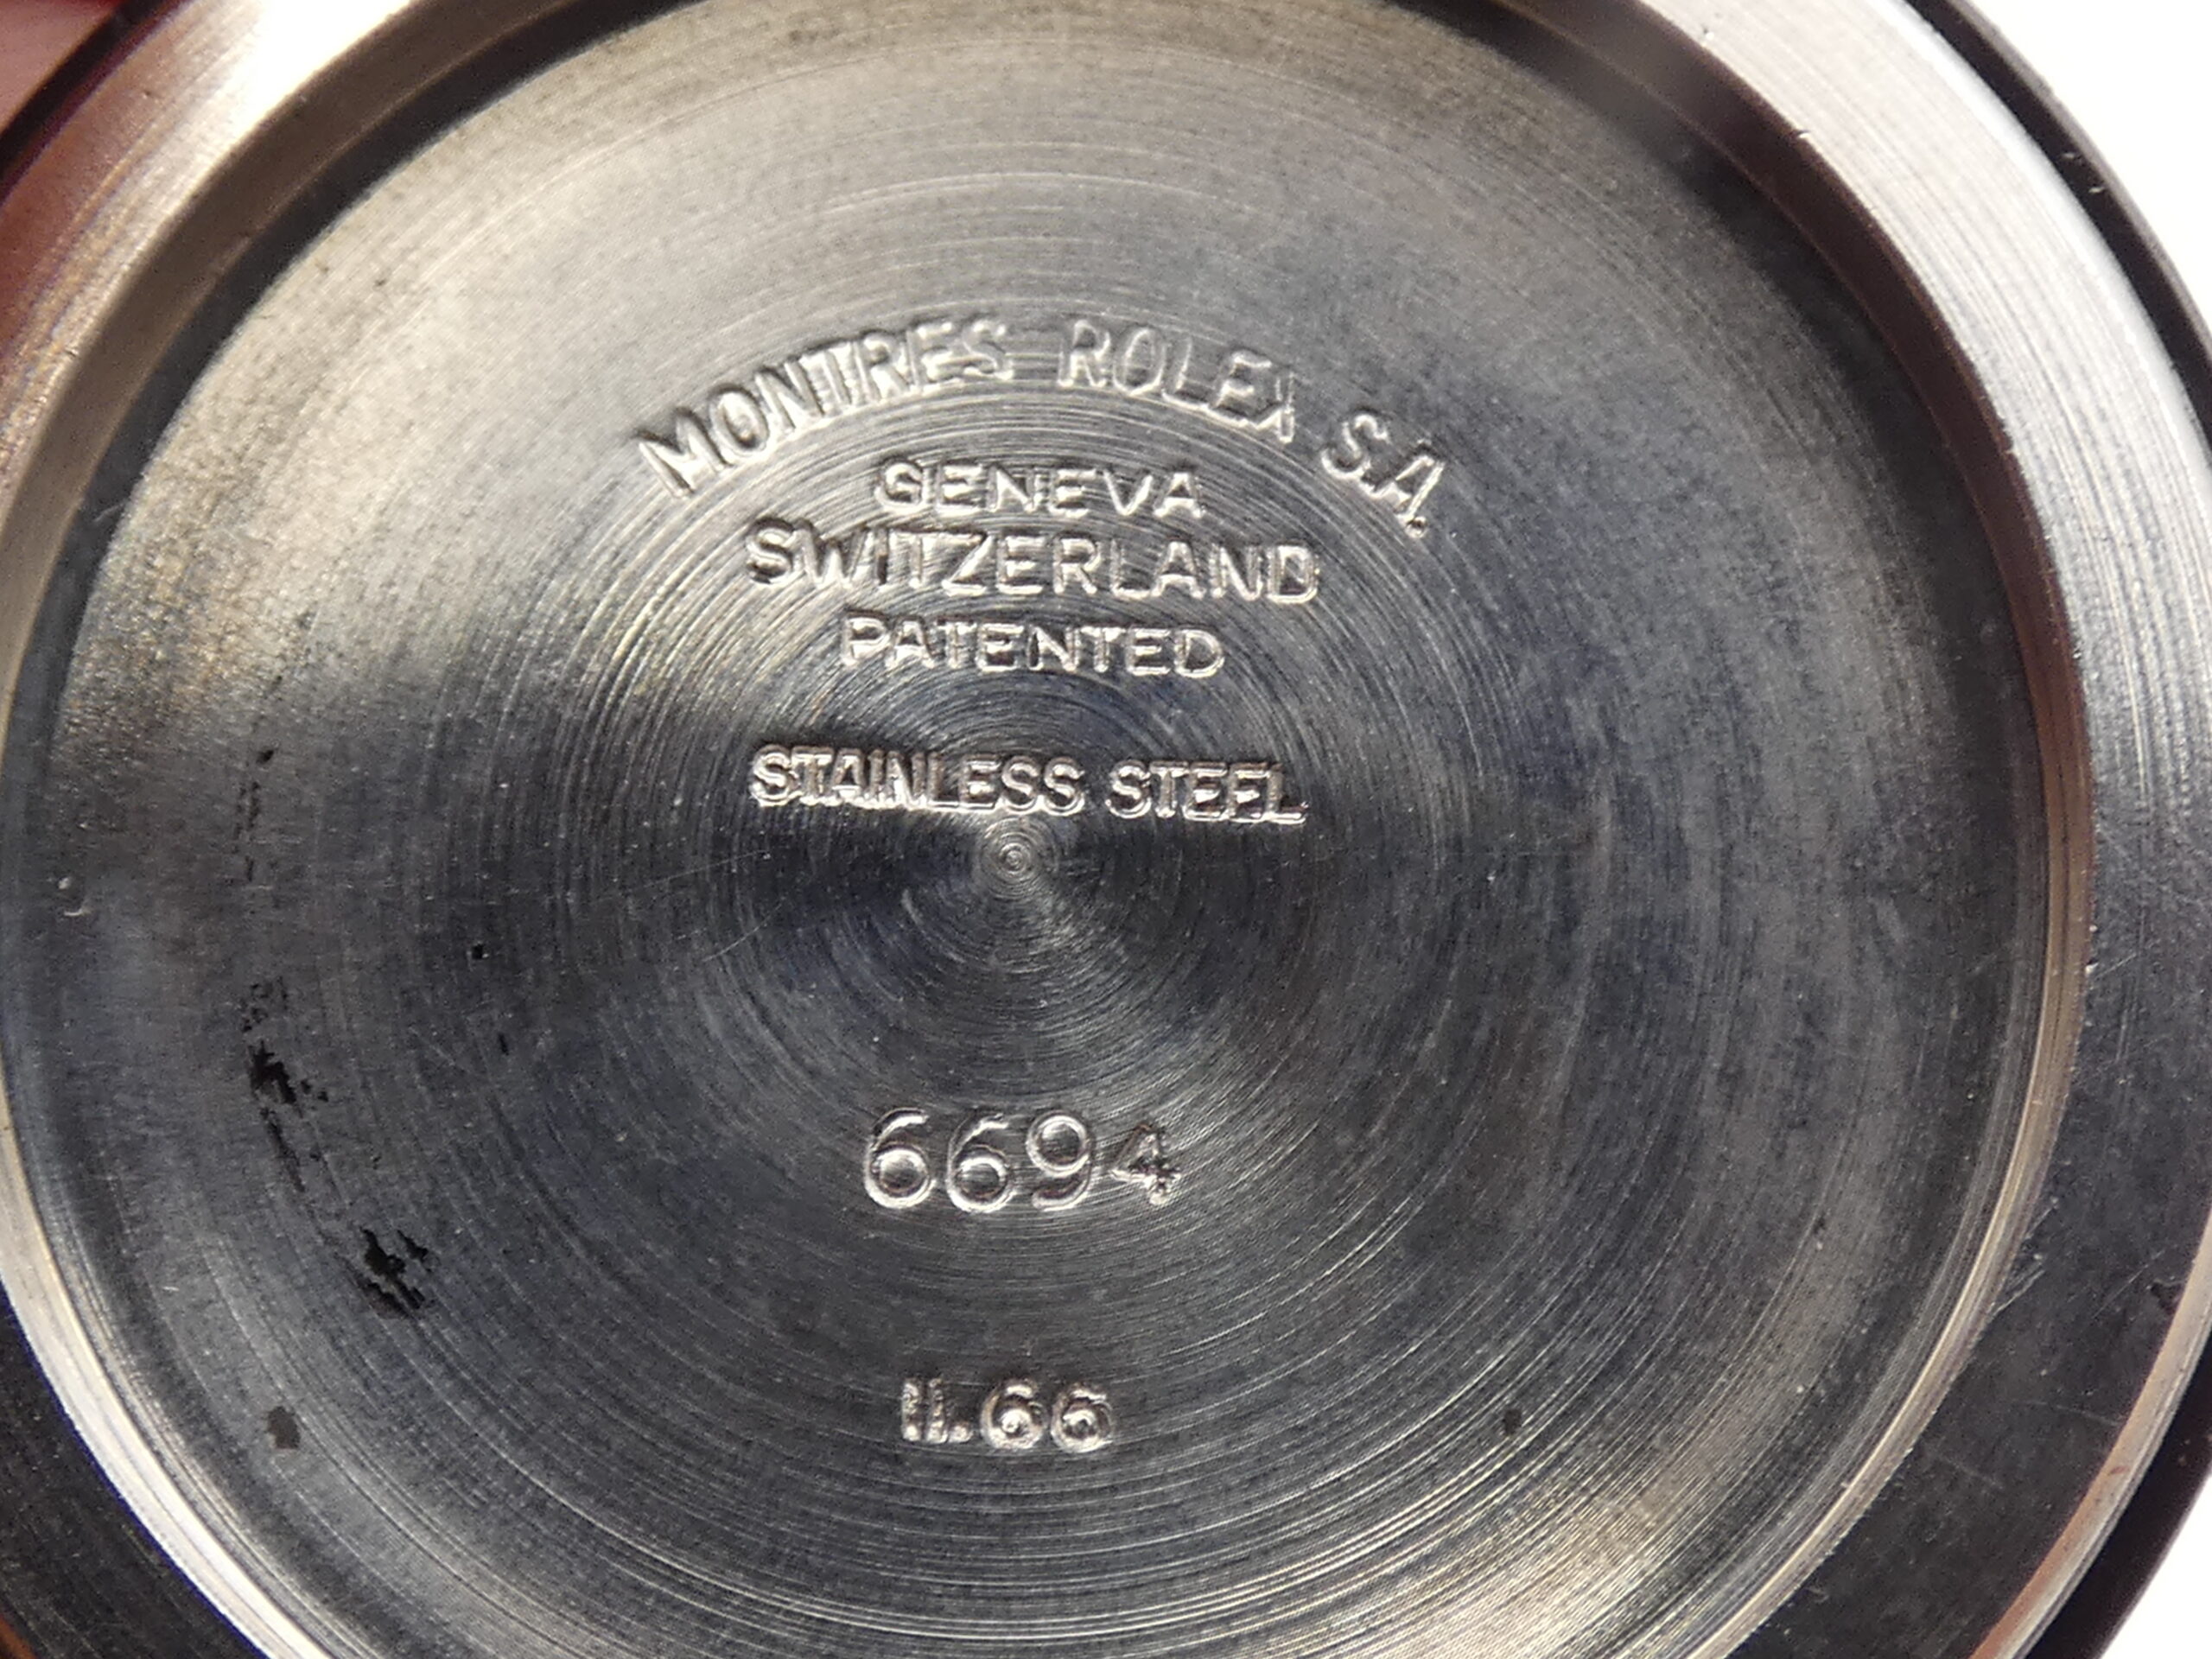 MONTRES ROLEX S.A.
GENEVA
SWITZERLAND
PATENTED
STAINLESS STEEL
6694
II.66